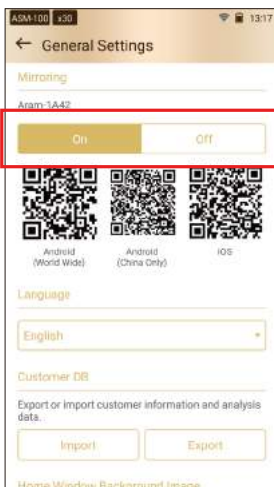 ASM-100 x30 13:17
← General Settings
Mirroring
Aram-1A42
On Off
Android
(World Wide)
Android
(China Only)
iOS
Language
English
Customer DB
Export or import customer information and analysis
data.
Import Export
Home Window Background Image